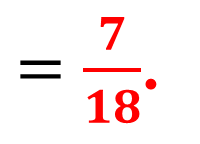 = 7/18.